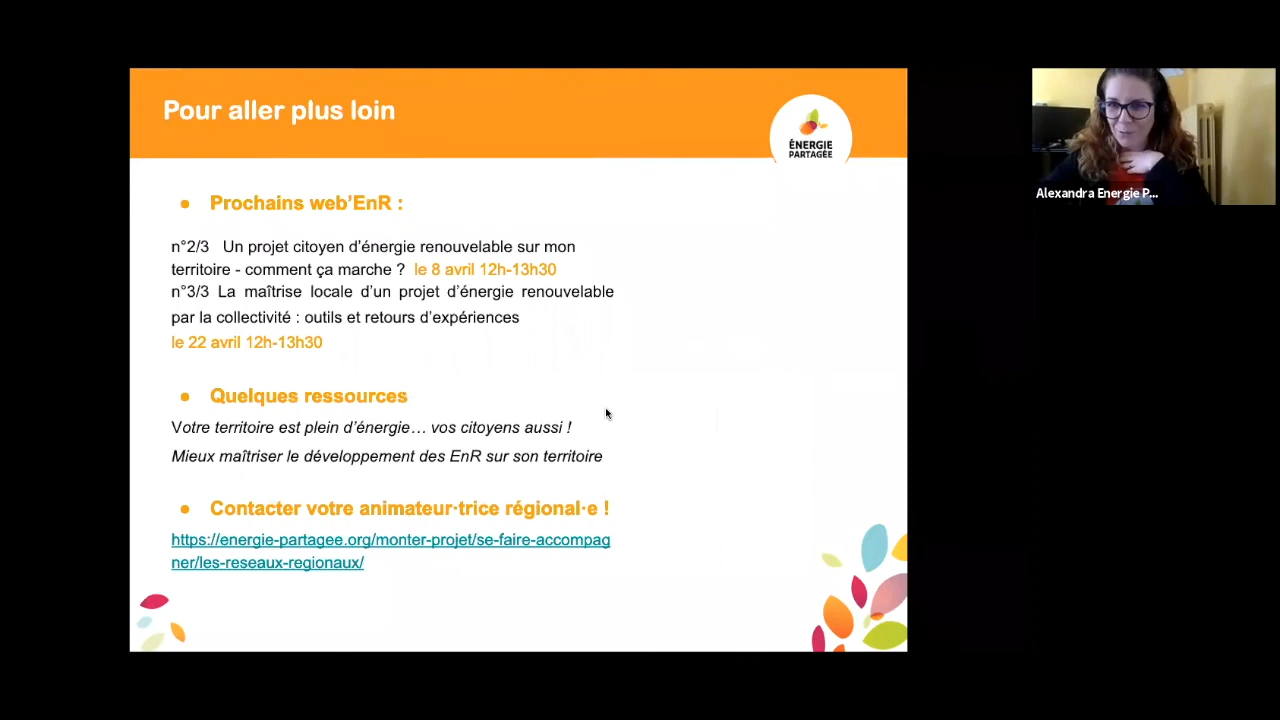 Pour aller plus loin
ÉNERGIE
PARTAGÉE
Alexandra Energie P...
● Prochains web’EnR :
n°2/3 Un projet citoyen d’énergie renouvelable sur mon
territoire - comment ça marche ? le 8 avril 12h-13h30
n°3/3 La maîtrise locale d’un projet d’énergie renouvelable
par la collectivité : outils et retours d’expériences
le 22 avril 12h-13h30
● Quelques ressources
Votre territoire est plein d’énergie… vos citoyens aussi !
Mieux maîtriser le développement des EnR sur son territoire
● Contacter votre animateur·trice régional·e !
https://energie-partagee.org/monter-projet/se-faire-accompag
ner/les-reseaux-regionaux/